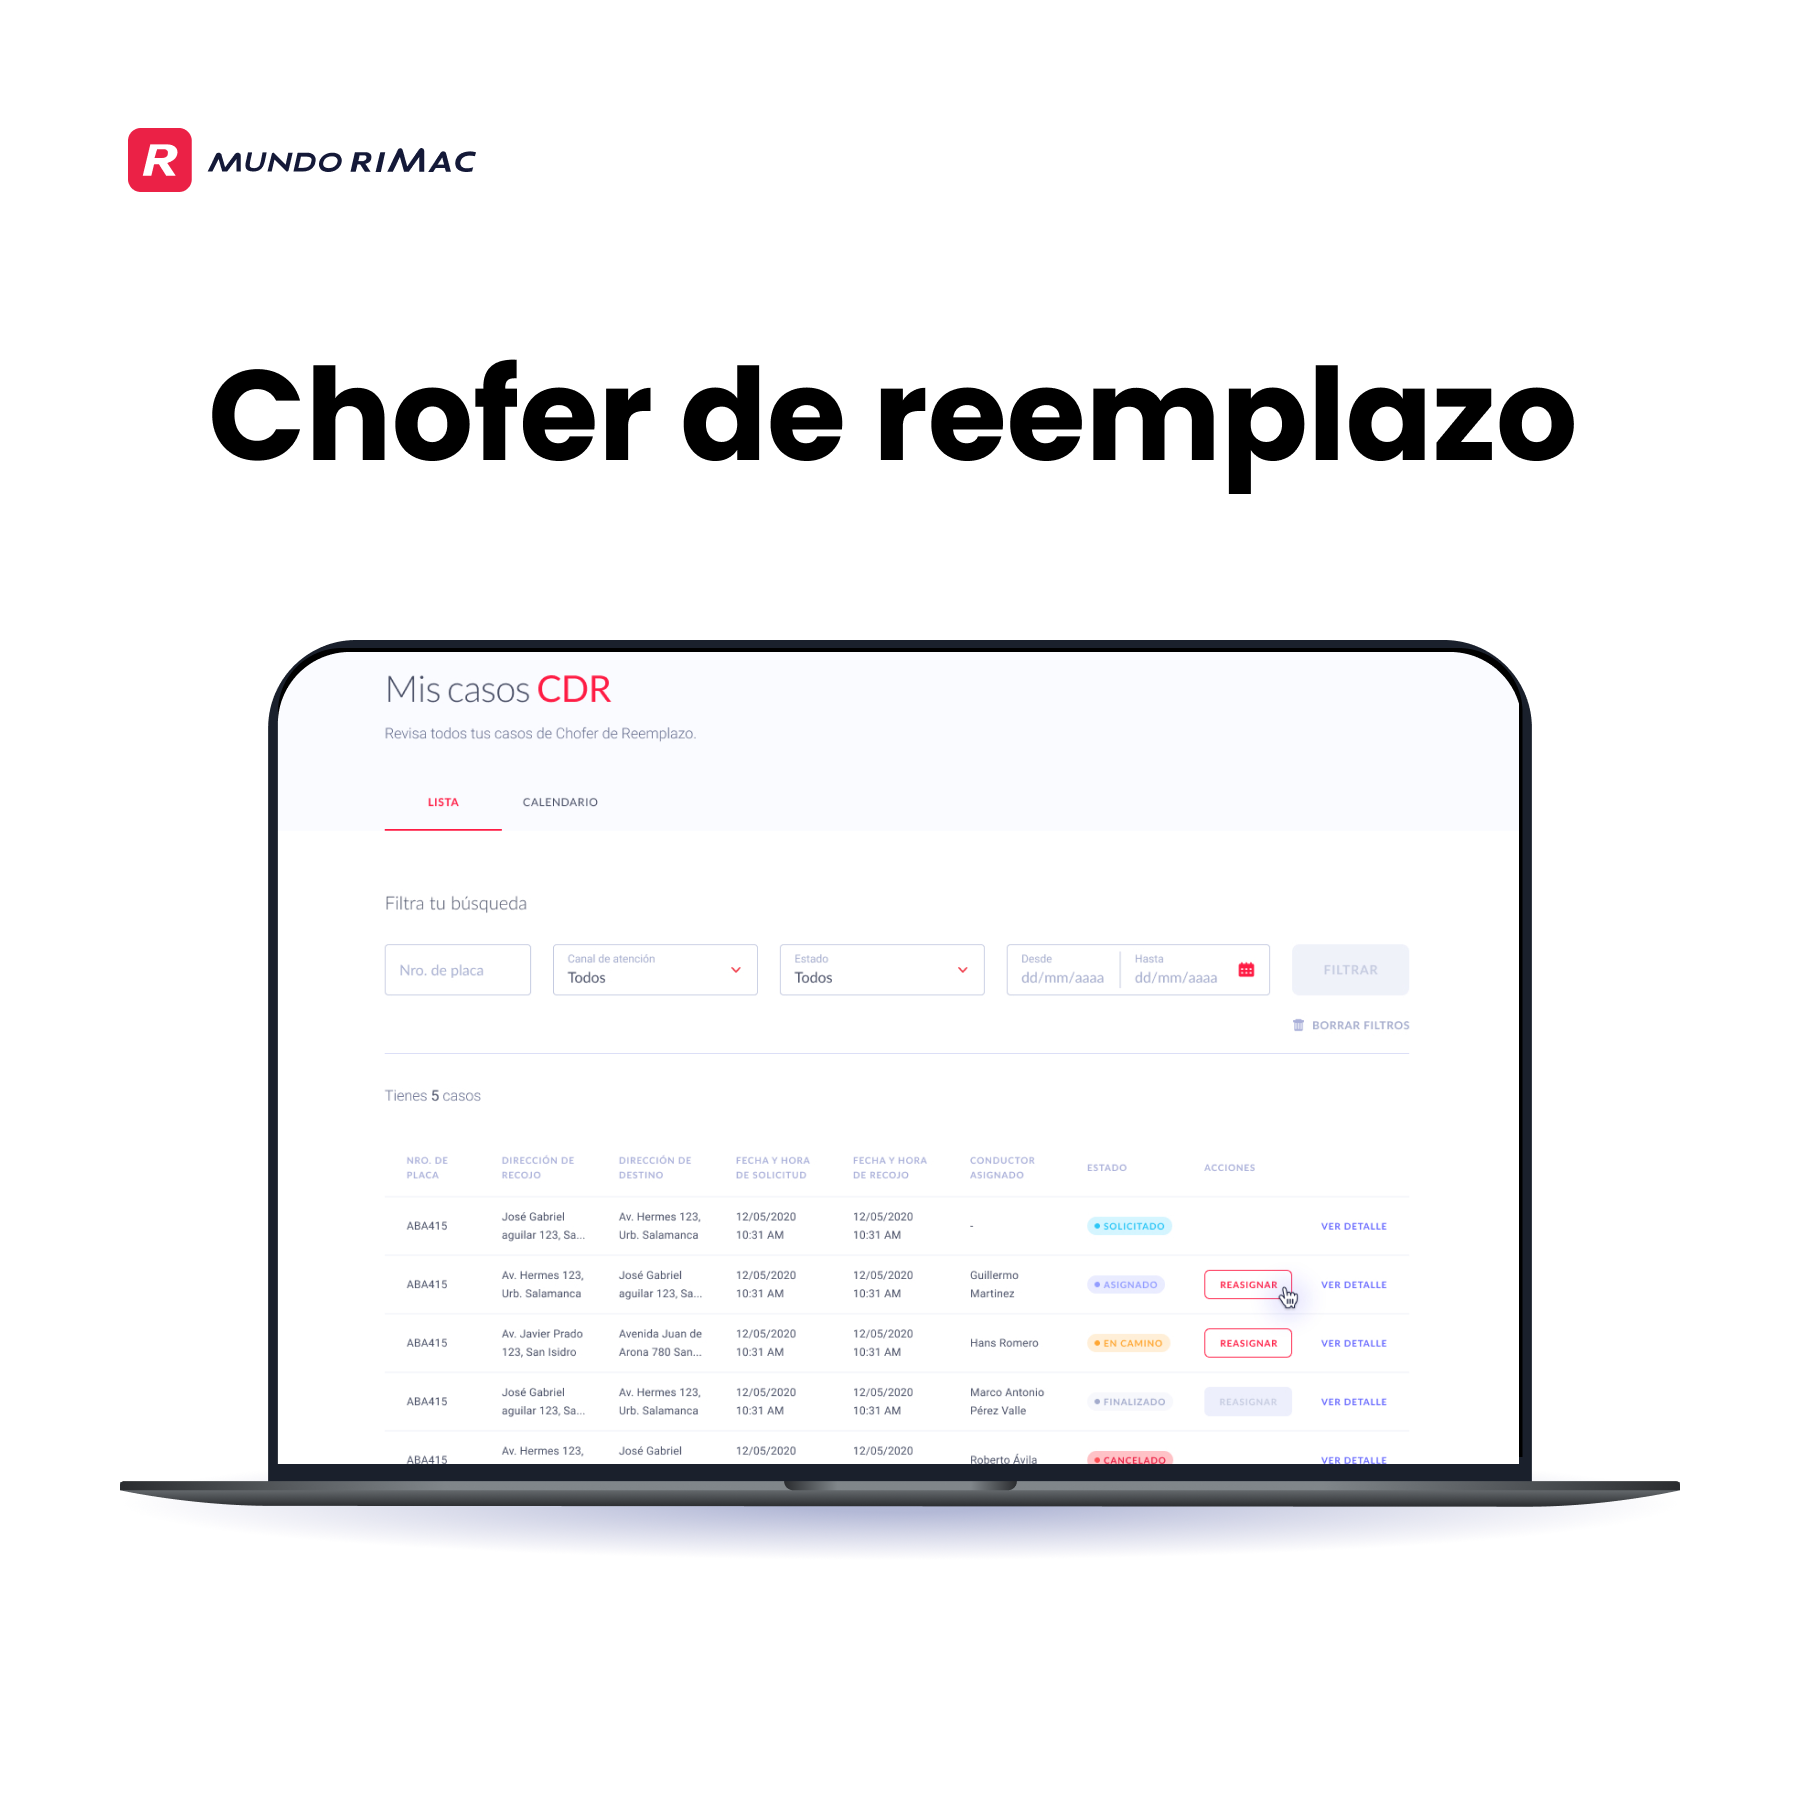 R MUNDO RIMAC
Chofer de reemplazo
Mis casos CDR
Revisa todos tus casos de Chofer de Reemplazo.
LISTA CALENDARIO
Filtra tu búsqueda
Nro. de placa
Canal de atención
Todos
Estado
Todos
Desde
dd/mm/aaaa
Hasta
dd/mm/aaaa
FILTRAR
BORRAR FILTROS
Tienes 5 casos
NRO. DE
PLACA
DIRECCIÓN DE
RECOJO
DIRECCIÓN DE
DESTINO
FECHA Y HORA
DE SOLICITUD
FECHA Y HORA
DE RECOJO
CONDUCTOR
ASIGNADO
ESTADO
ACCIONES
ABA415
José Gabriel
aguilar 123, Sa...
Av. Hermes 123,
Urb. Salamanca
12/05/2020
10:31 AM
12/05/2020
10:31 AM
-
SOLICITADO
VER DETALLE
ABA415
Av. Hermes 123,
Urb. Salamanca
José Gabriel
aguilar 123, Sa...
12/05/2020
10:31 AM
12/05/2020
10:31 AM
Guillermo
Martinez
ASIGNADO
REASIGNAR
VER DETALLE
ABA415
Av. Javier Prado
123, San Isidro
Avenida Juan de
Arona 780 San...
12/05/2020
10:31 AM
12/05/2020
10:31 AM
Hans Romero
EN CAMINO
REASIGNAR
VER DETALLE
ABA415
José Gabriel
aguilar 123, Sa...
Av. Hermes 123,
Urb. Salamanca
12/05/2020
10:31 AM
12/05/2020
10:31 AM
Marco Antonio
Pérez Valle
FINALIZADO
REASIGNAR
VER DETALLE
ABA415
Av. Hermes 123,
José Gabriel
12/05/2020
12/05/2020
Roberto Ávila
CANCELADO
VER DETALLE